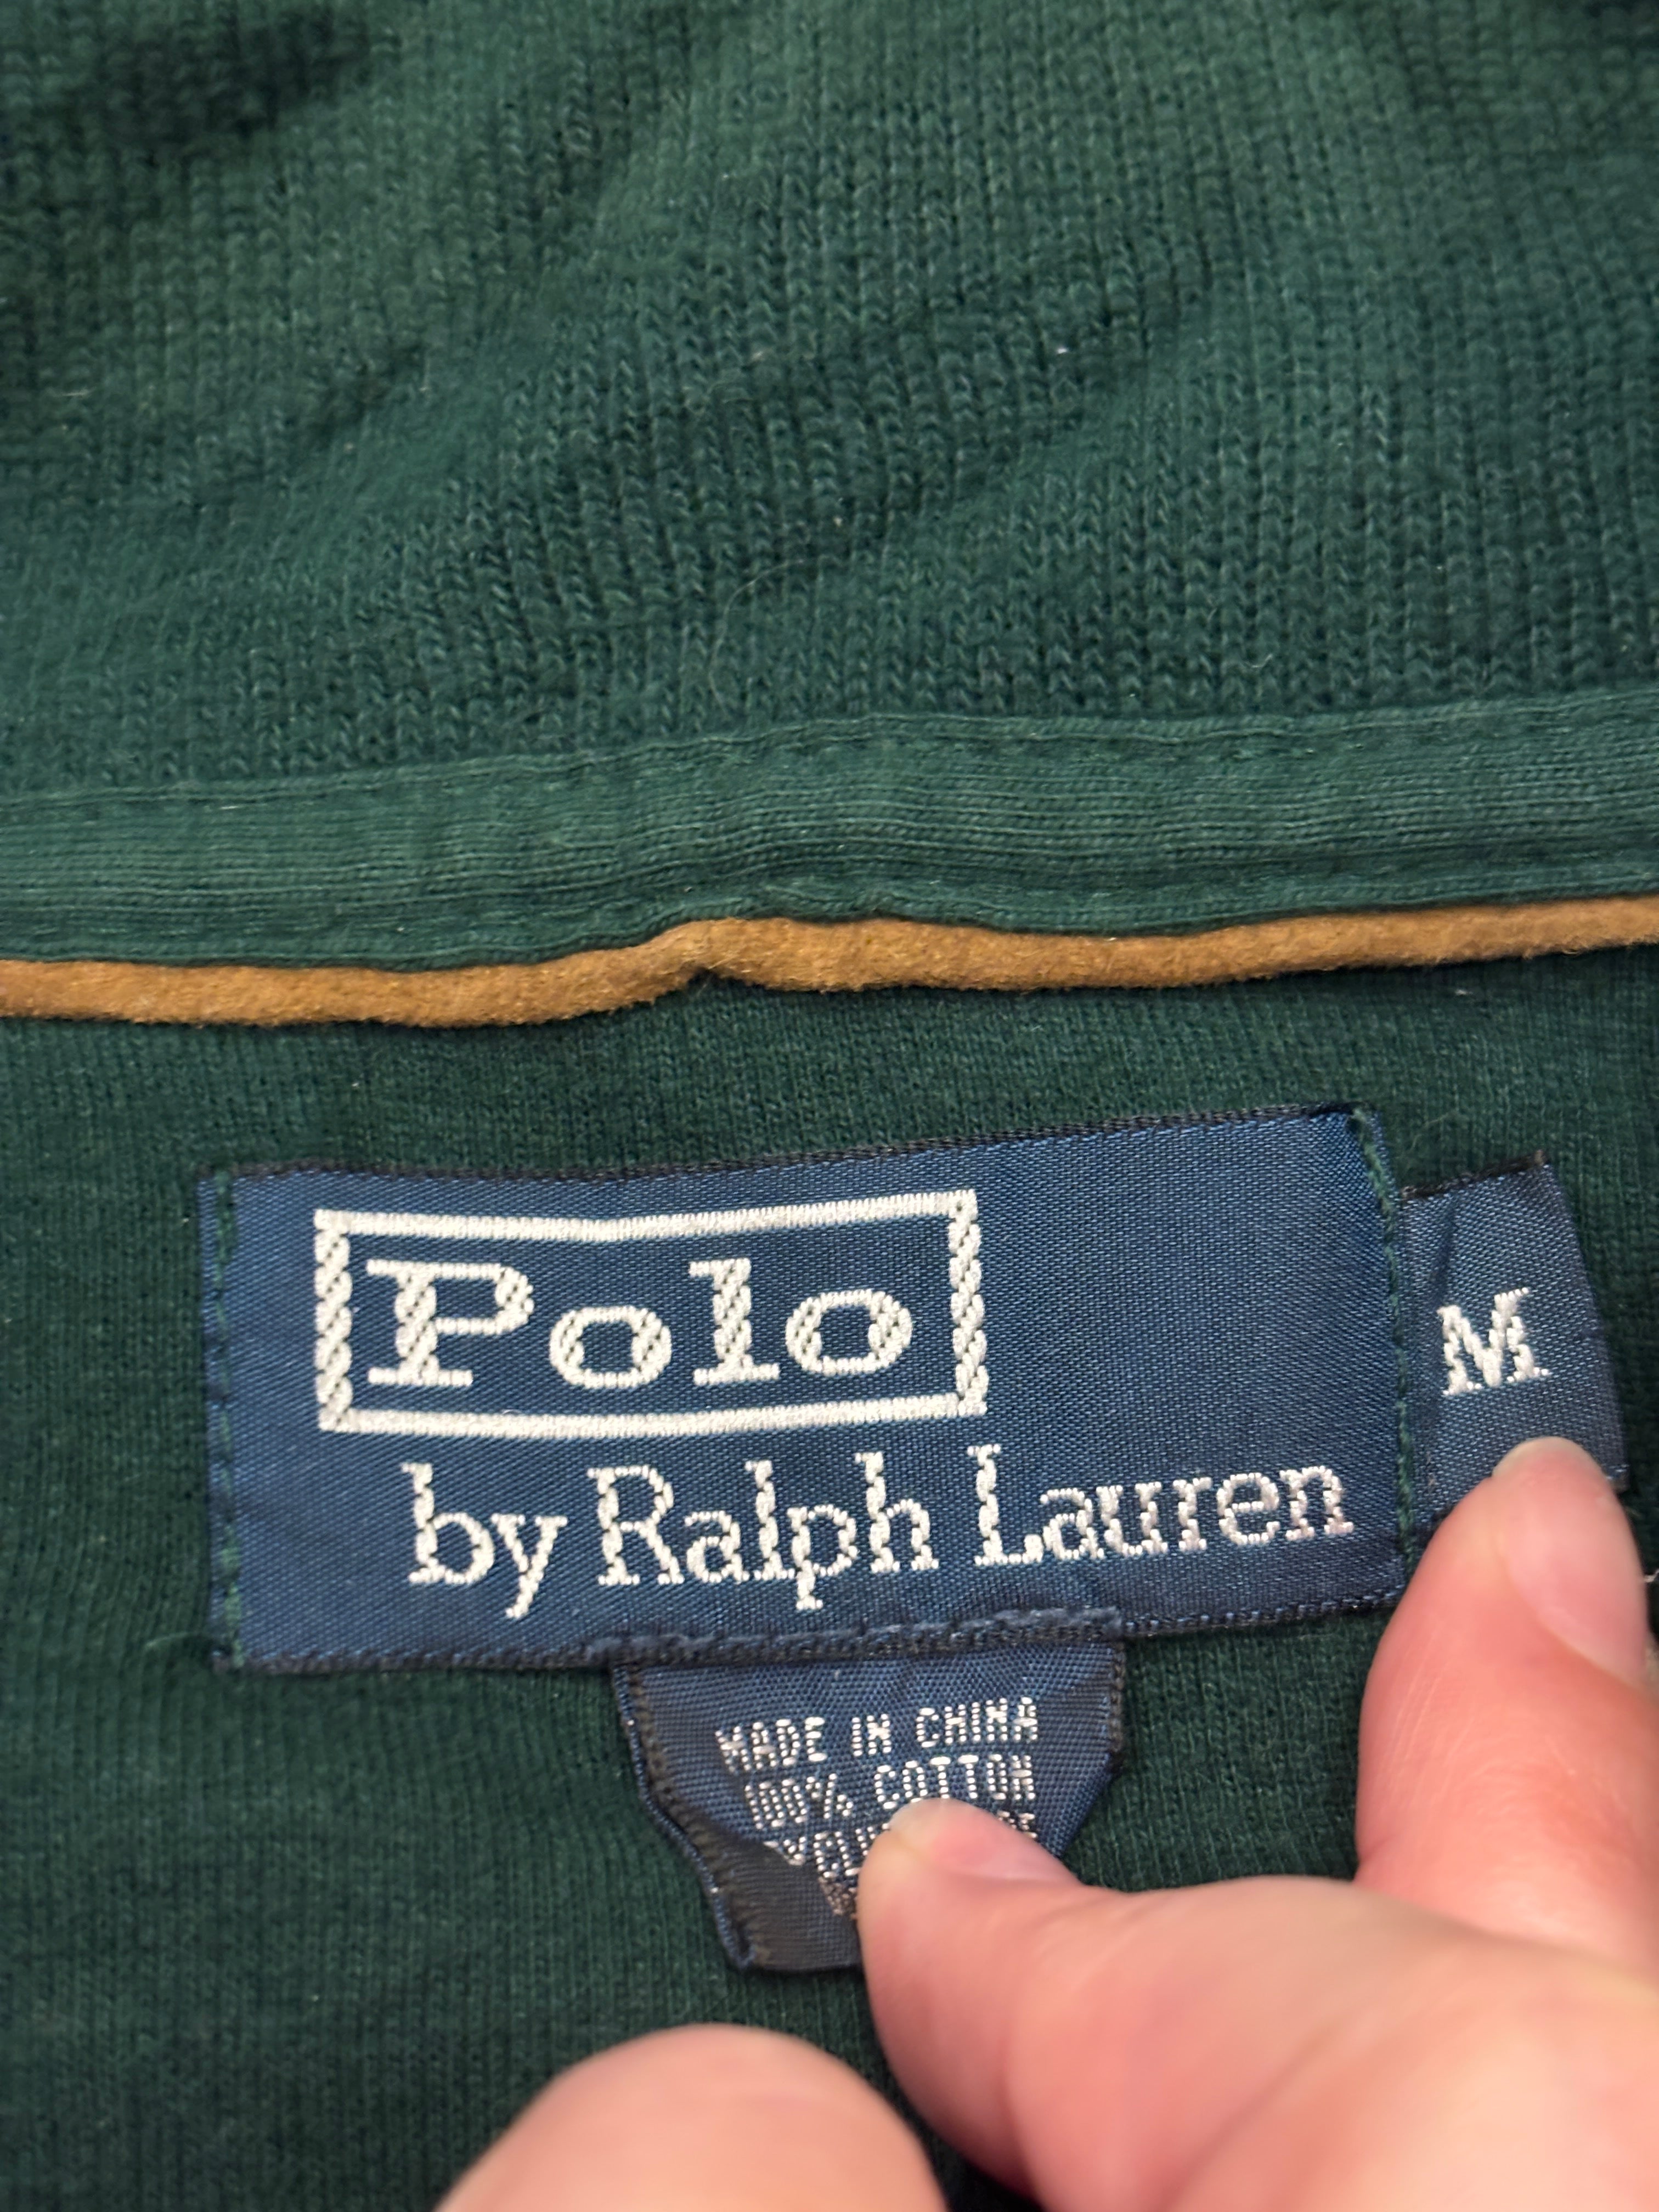 Polo
by Ralph Lauren
M
MADE IN CHINA
100% COTTON